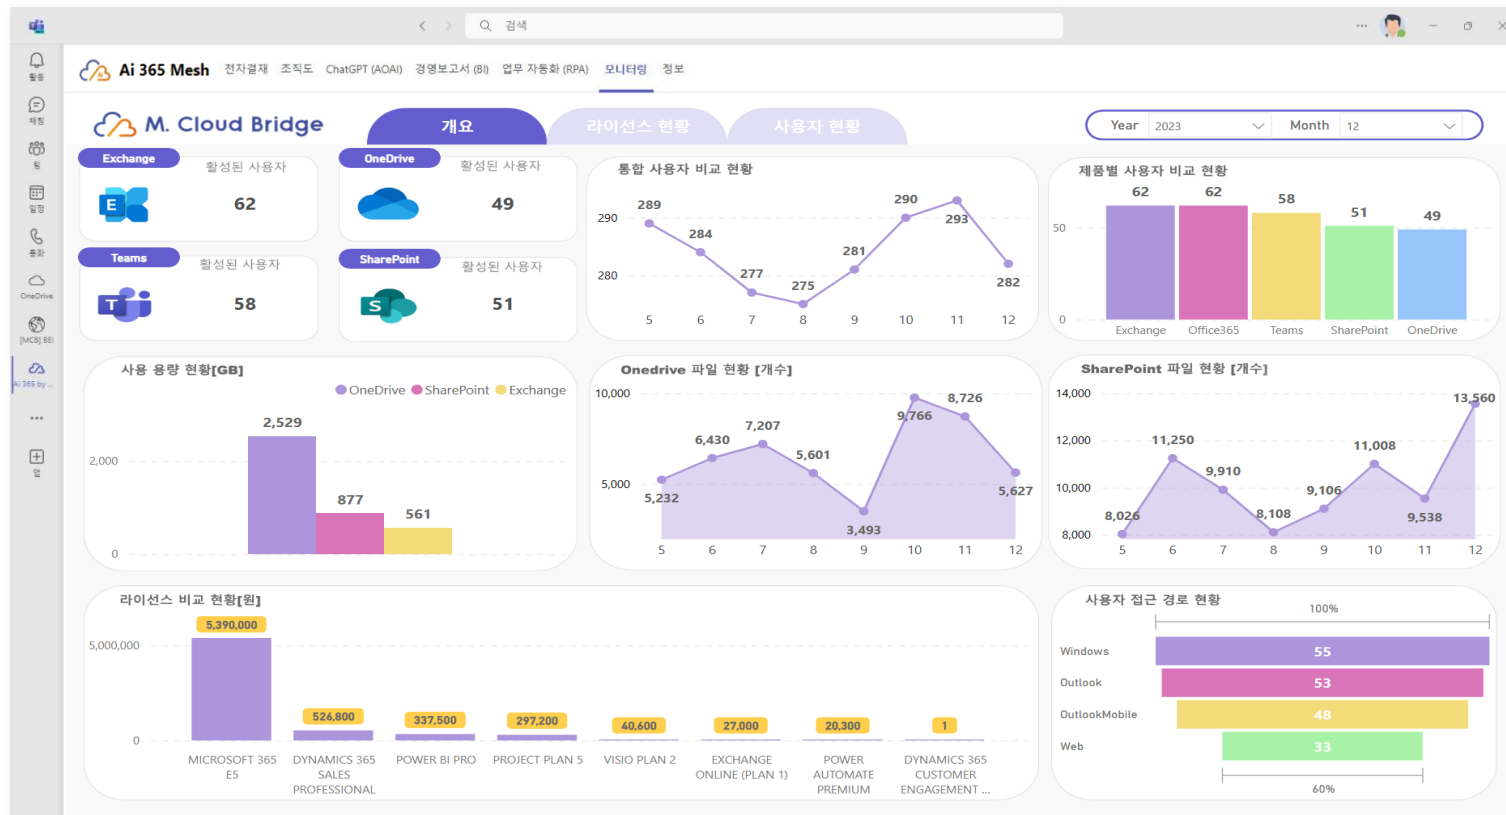 검색
Ai 365 Mesh
전자결재 조직도 ChatGPT (AOAI) 경영보고서 (BI) 업무 자동화 (RPA) 모니터링 정보
활동
채팅
팀
일정
통화
OneDrive
[MCB] BE
Ai 365 by ...
앱
M. Cloud Bridge
개요
라이선스 현황
사용자 현황
Year 2023
Month 12
Exchange
활성된 사용자
62
OneDrive
활성된 사용자
49
Teams
활성된 사용자
58
SharePoint
활성된 사용자
51
통합 사용자 비교 현황
290
280
289 284 277 275 281 290 293 282
5 6 7 8 9 10 11 12
제품별 사용자 비교 현황
50
0
62 62 58 51 49
Exchange Office365 Teams SharePoint OneDrive
사용 용량 현황[GB]
OneDrive SharePoint Exchange
2,000
0
2,529
877
561
Onedrive 파일 현황 [개수]
10,000
5,000
5,232 6,430 7,207 5,601 3,493 9,766 8,726 5,627
5 6 7 8 9 10 11 12
SharePoint 파일 현황 [개수]
14,000
12,000
10,000
8,000
8,026 11,250 9,910 8,108 9,106 11,008 9,538 13,560
5 6 7 8 9 10 11 12
라이선스 비교 현황[원]
5,000,000
0
5,390,000 526,800 337,500 297,200 40,600 27,000 20,300 1
MICROSOFT 365
E5
DYNAMICS 365
SALES
PROFESSIONAL
POWER BI PRO
PROJECT PLAN 5
VISIO PLAN 2
EXCHANGE
ONLINE (PLAN 1)
POWER
AUTOMATE
PREMIUM
DYNAMICS 365
CUSTOMER
ENGAGEMENT ...
사용자 접근 경로 현황
100%
Windows 55
Outlook 53
OutlookMobile 48
Web 33
60%